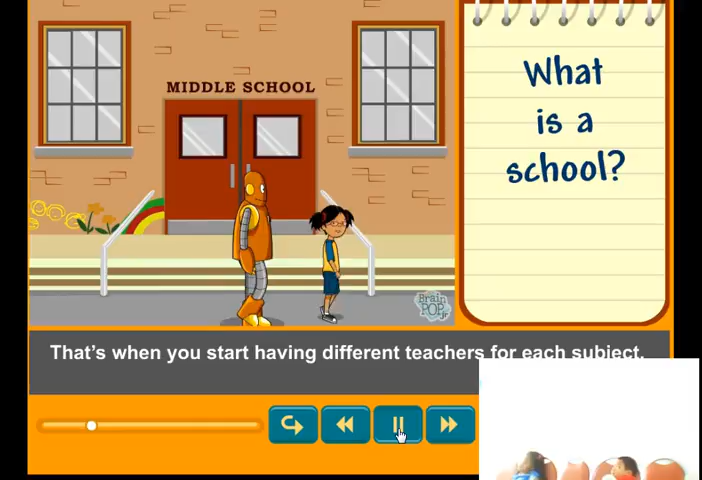 MIDDLE SCHOOL
What
is a
school?
Brain
POP jr.
That's when you start having different teachers for each subject.